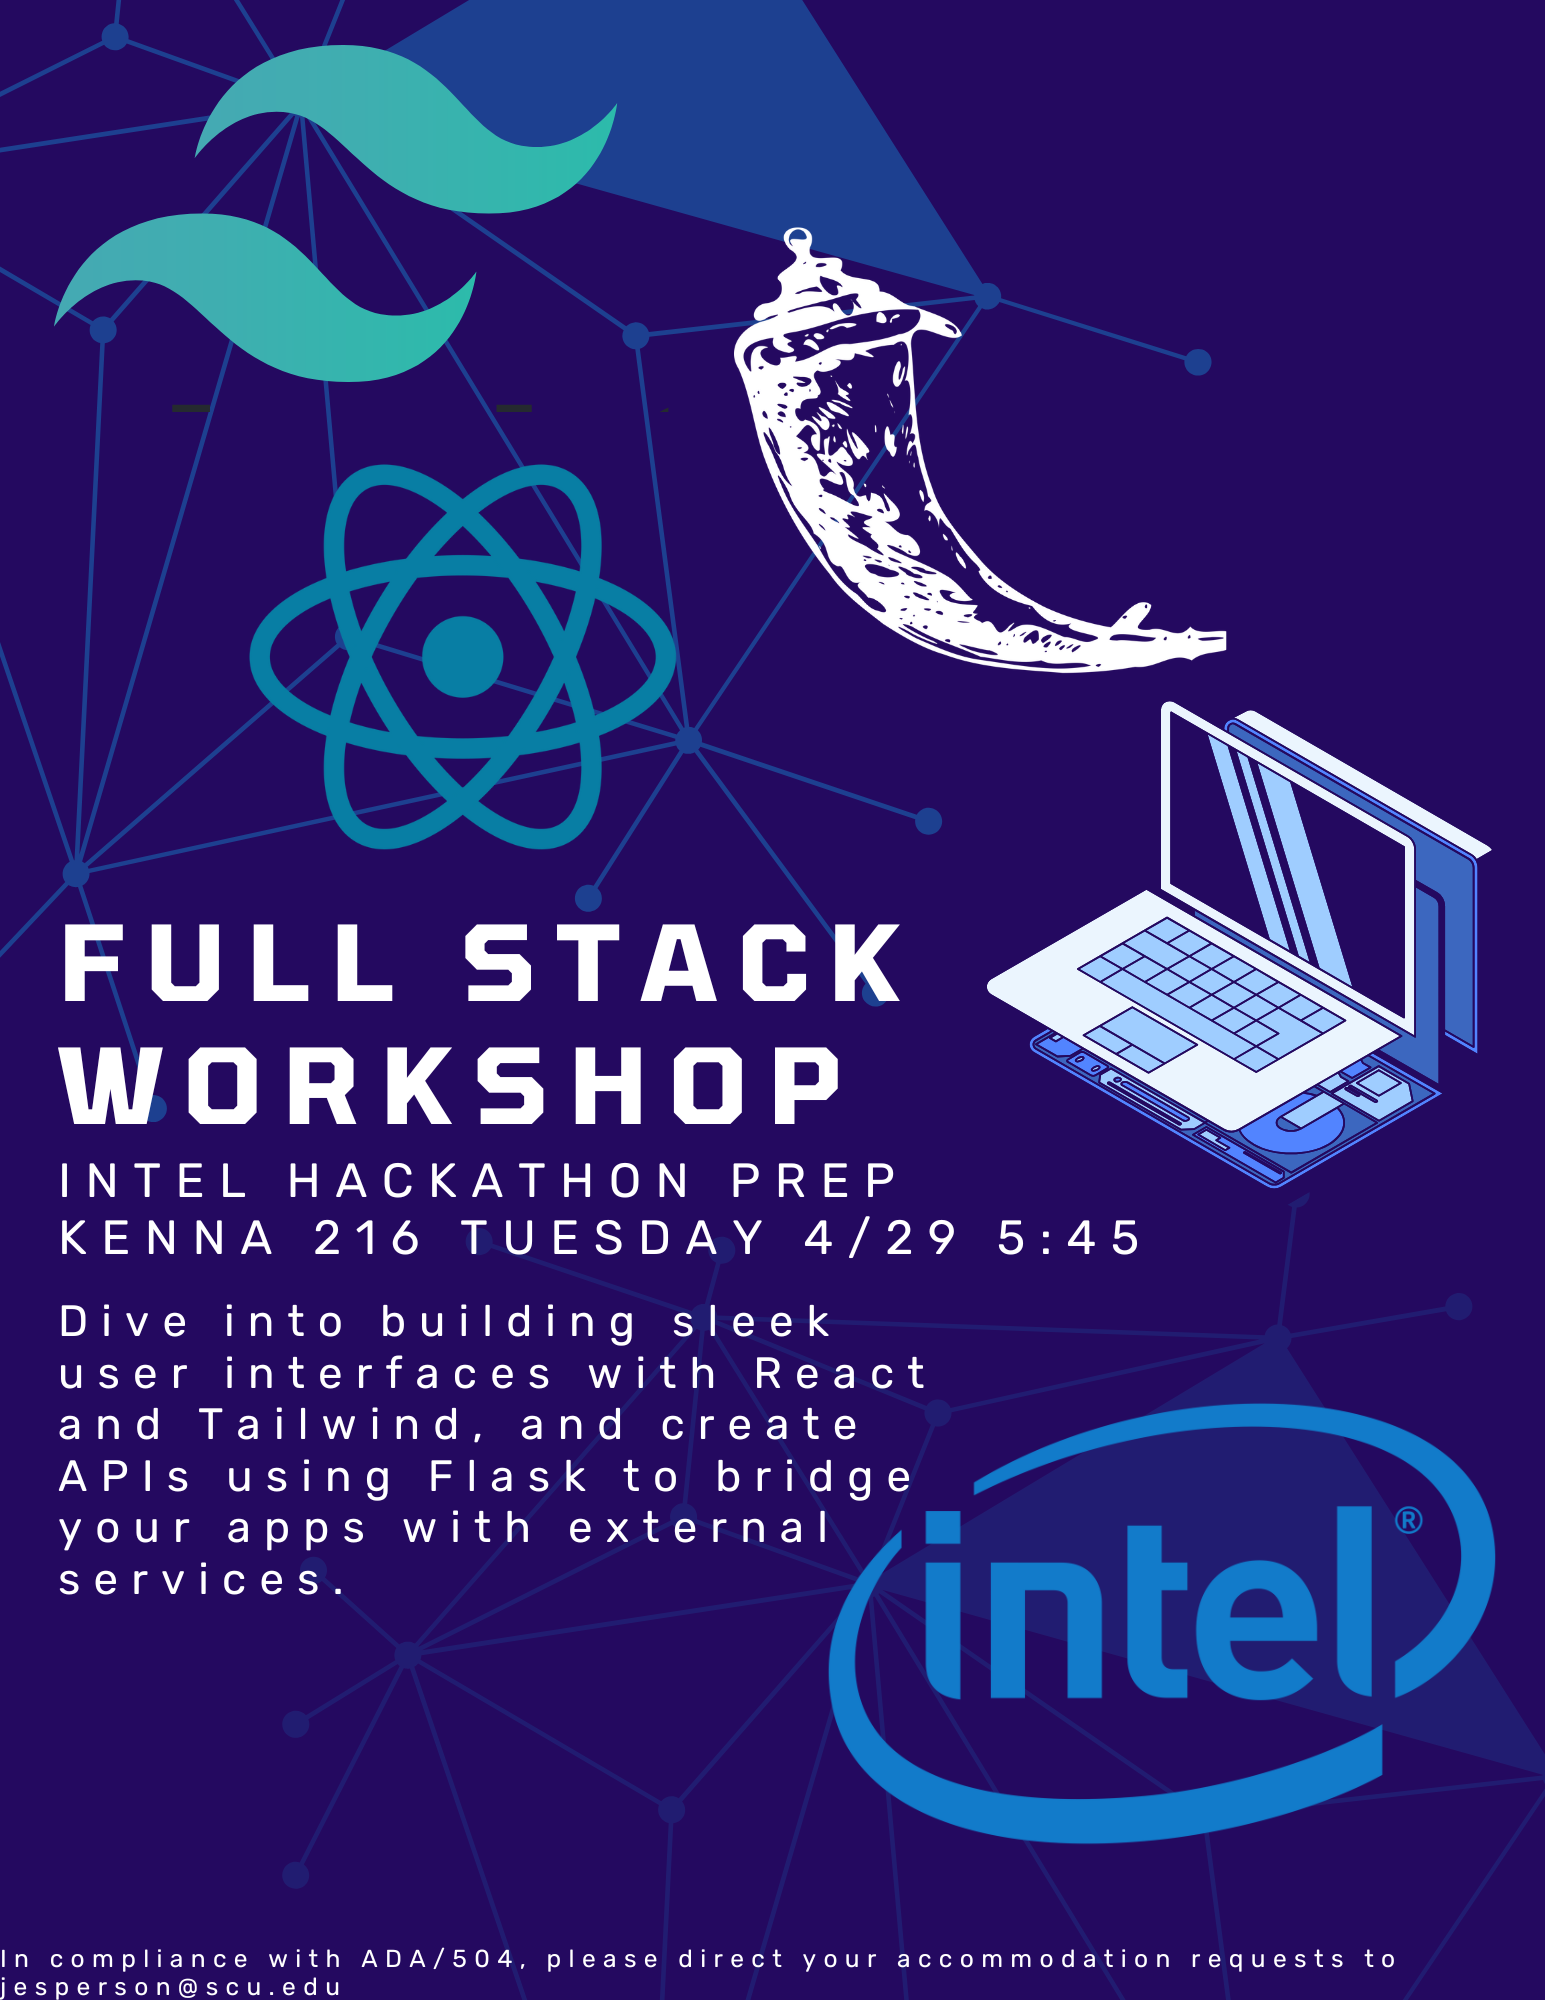 FULL STACK
WORKSHOP
INTEL HACKATHON PREP
KENNA 216 TUESDAY 4/29 5:45
Dive into building sleek
user interfaces with React
and Tailwind, and create
APIs using Flask to bridge
your apps with external
services.
intel®
In compliance with ADA/504, please direct your accommodation requests to
jesperson@scu.edu